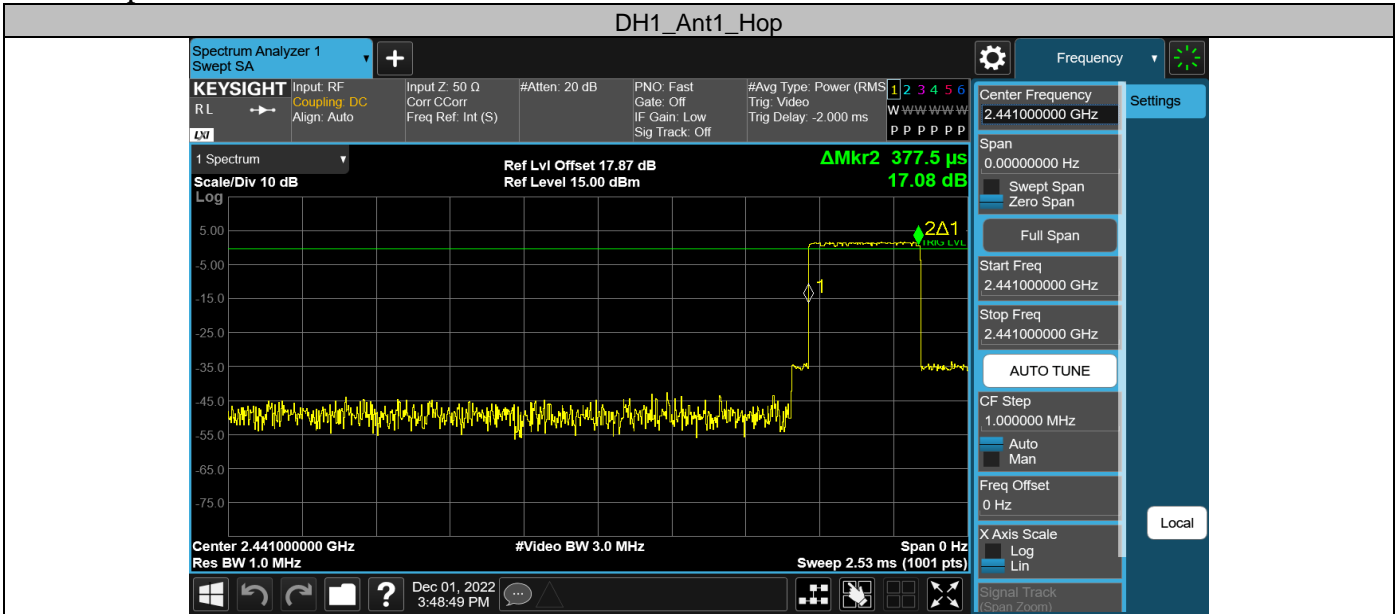 DH1_Ant1_Hop
Spectrum Analyzer 1
Swept SA
Frequency
KEYSIGHT
RL
LXI
Input: RF
Coupling: DC
Align: Auto
Input Z: 50 Ω
Corr CCorr
Freq Ref: Int (S)
#Atten: 20 dB
PNO: Fast
Gate: Off
IF Gain: Low
Sig Track: Off
#Avg Type: Power (RMS
Trig: Video
Trig Delay: -2.000 ms
1 2 3 4 5 6
W W W W W W
P P P P P P
1 Spectrum
Scale/Div 10 dB
Log
Ref Lvl Offset 17.87 dB
Ref Level 15.00 dBm
ΔMkr2 377.5 µs
17.08 dB
5.00
-5.00
-15.0
-25.0
-35.0
-45.0
-55.0
-65.0
-75.0
2Δ1
TRIG LVL
1
Center 2.441000000 GHz
Res BW 1.0 MHz
#Video BW 3.0 MHz
Span 0 Hz
Sweep 2.53 ms (1001 pts)
Center Frequency
2.441000000 GHz
Settings
Span
0.00000000 Hz
Swept Span
Zero Span
Full Span
Start Freq
2.441000000 GHz
Stop Freq
2.441000000 GHz
AUTO TUNE
CF Step
1.000000 MHz
Auto
Man
Freq Offset
0 Hz
X Axis Scale
Log
Lin
Local
Signal Track
(Span Zoom)
?
Dec 01, 2022
3:48:49 PM